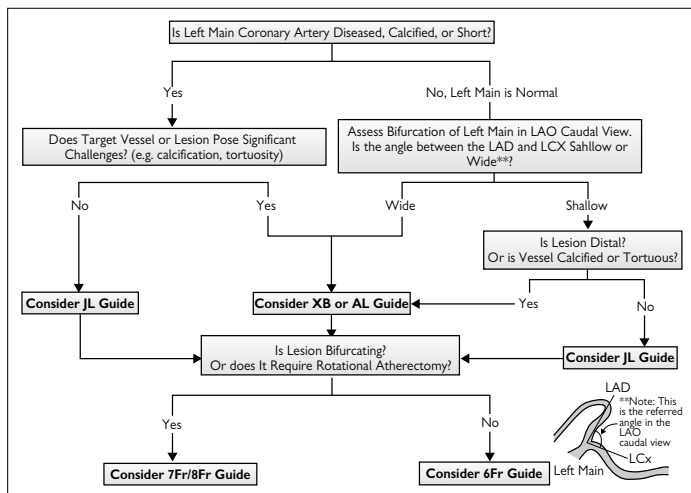 Is Left Main Coronary Artery Diseased, Calcified, or Short?
Yes
No, Left Main is Normal
Does Target Vessel or Lesion Pose Significant
Challenges? (e.g. calcification, tortuosity)
Assess Bifurcation of Left Main in LAO Caudal View.
Is the angle between the LAD and LCX Sahllow or
Wide**?
No
Yes
Wide
Shallow
Is Lesion Distal?
Or is Vessel Calcified or Tortuous?
Consider JL Guide
Consider XB or AL Guide
Yes
No
Is Lesion Bifurcating?
Or does It Require Rotational Atherectomy?
Consider JL Guide
Yes
No
Consider 7Fr/8Fr Guide
Consider 6Fr Guide
LAD
**Note: This
is the referred
angle in the
LAO
caudal view
LCx
Left Main